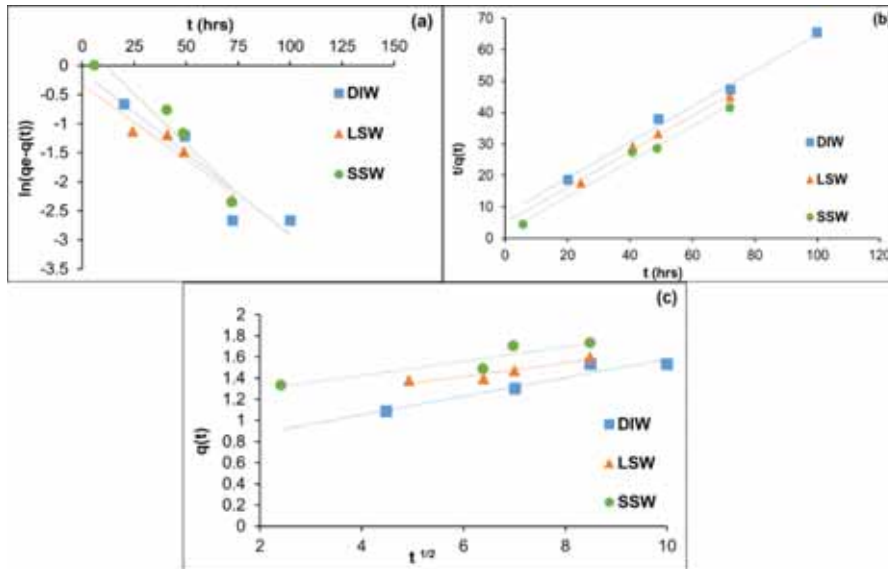 t (hrs)
(a)
0 25 50 75 100 125 150
0
-0.5
-1
-1.5
-2
-2.5
-3
-3.5
ln(qe-q(t))
DIW
LSW
SSW
(b)
70
60
50
40
30
20
10
0
t/q(t)
0 20 40 60 80 100 120
t (hrs)
DIW
LSW
SSW
(c)
2
1.8
1.6
1.4
1.2
1
0.8
0.6
0.4
0.2
0
q(t)
2 4 6 8 10
t 1/2
DIW
LSW
SSW